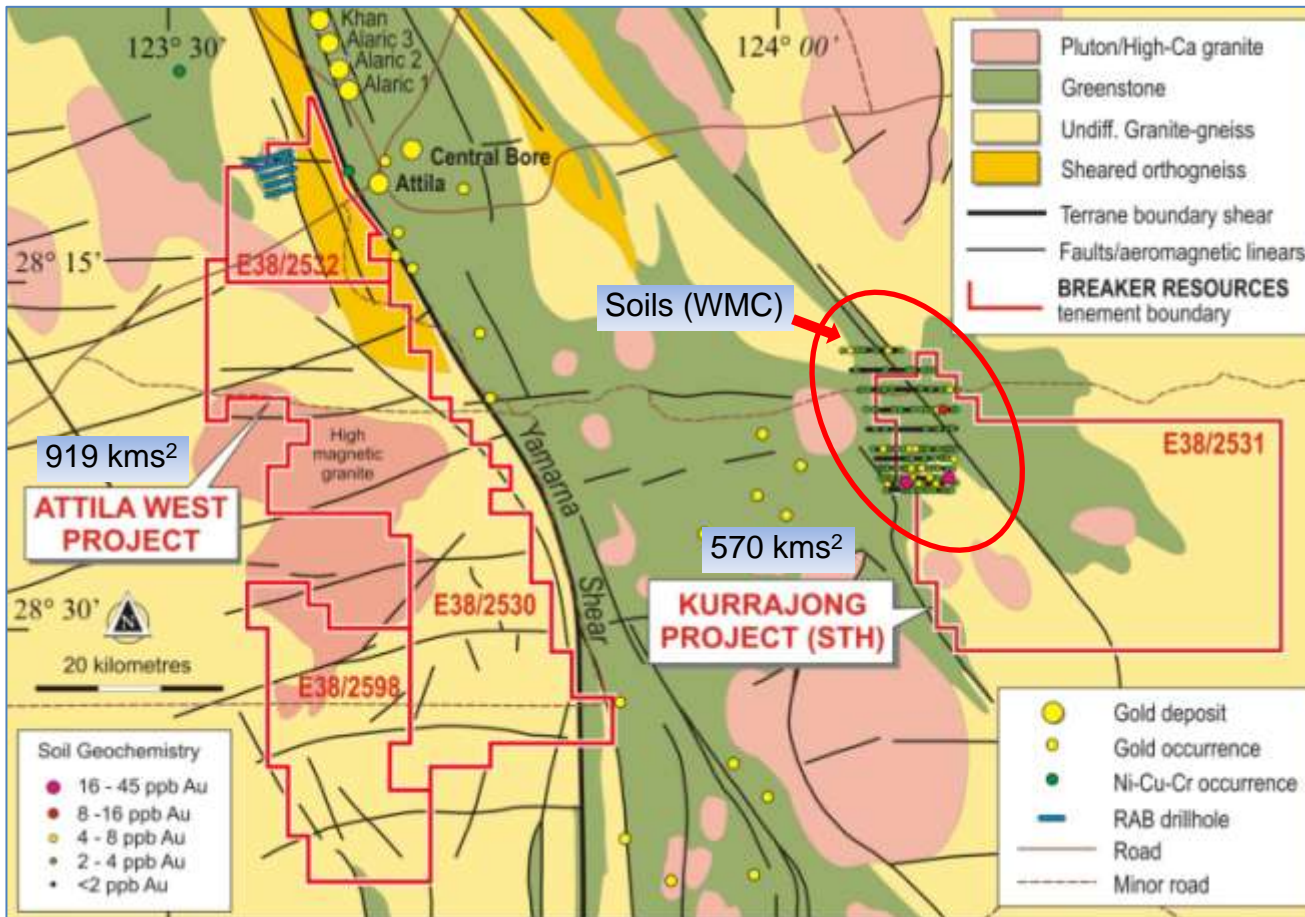 Khan
123° 30'
Alaric 3
Alaric 2
Alaric 1
124° 00'
Central Bore
Attila
28° 15'
E38/2532
Soils (WMC)
E38/2531
919 kms²
High
magnetic
granite
ATTILA WEST
PROJECT
Yamarna
Shear
570 kms²
28° 30'
E38/2530
KURRAJONG
PROJECT (STH)
N
20 kilometres
E38/2598
Pluton/High-Ca granite
Greenstone
Undiff. Granite-gneiss
Sheared orthogneiss
Terrane boundary shear
Faults/aeromagnetic linears
BREAKER RESOURCES
tenement boundary
Soil Geochemistry
16 - 45 ppb Au
8 -16 ppb Au
4 - 8 ppb Au
2 - 4 ppb Au
<2 ppb Au
Gold deposit
Gold occurrence
Ni-Cu-Cr occurrence
RAB drillhole
Road
Minor road